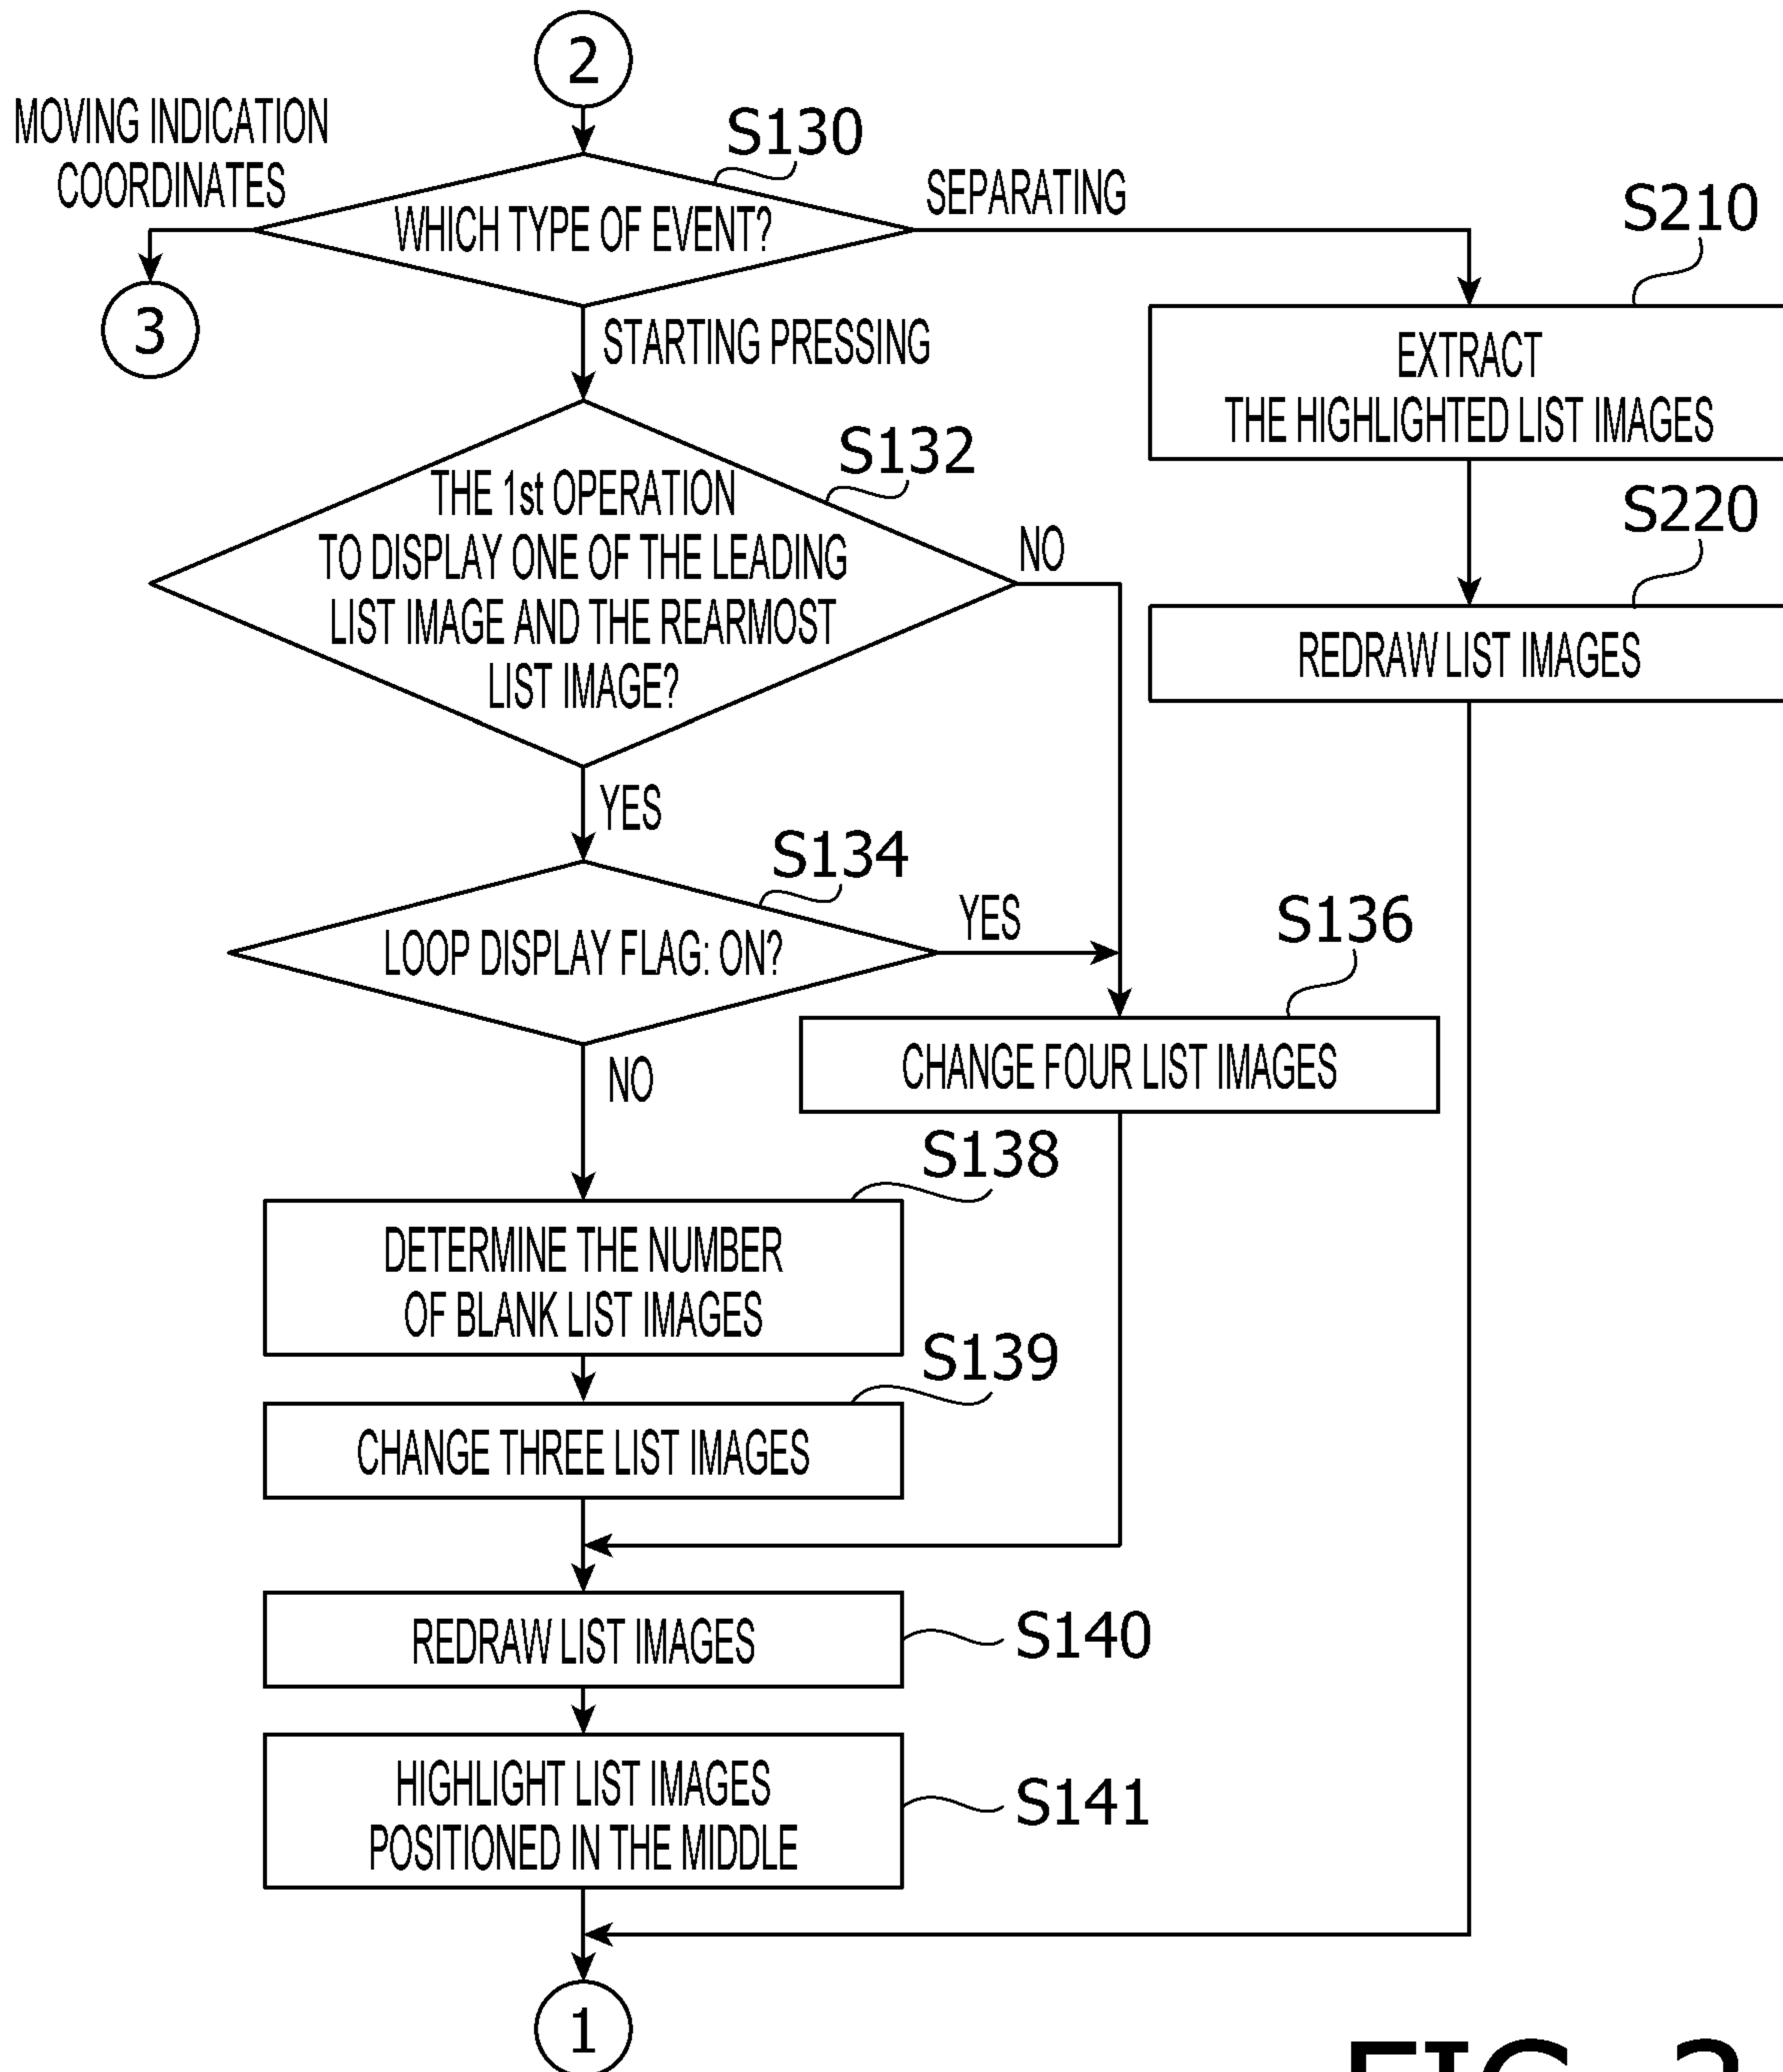 2
MOVING INDICATION
COORDINATES
S130
WHICH TYPE OF EVENT?
SEPARATING
3
STARTING PRESSING
S210
EXTRACT
THE HIGHLIGHTED LIST IMAGES
S132
THE 1st OPERATION
TO DISPLAY ONE OF THE LEADING
LIST IMAGE AND THE REARMOST
LIST IMAGE?
NO
S220
REDRAW LIST IMAGES
YES
S134
LOOP DISPLAY FLAG: ON?
YES
S136
CHANGE FOUR LIST IMAGES
NO
S138
DETERMINE THE NUMBER
OF BLANK LIST IMAGES
S139
CHANGE THREE LIST IMAGES
REDRAW LIST IMAGES
S140
HIGHLIGHT LIST IMAGES
POSITIONED IN THE MIDDLE
S141
1